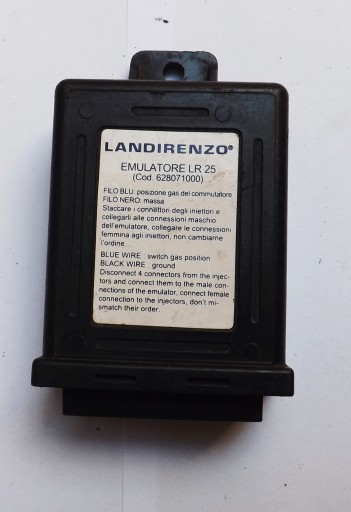 LANDIRENZO®
EMULATORE LR 25
(Cod. 628071000)
FILO BLU: posizione gas del commutatore
FILO NERO: massa
Staccare i connettori degli iniettori e
collegarli alle connessioni maschio
dell'emulatore, collegare le connessioni
femmina agli iniettori, non cambiarne
l'ordine.
BLUE WIRE : switch gas position
BLACK WIRE : ground
Disconnect 4 connectors from the injec-
tors and connect them to the male con-
nections of the emulator, connect female
connection to the injectors, don't mi-
smatch their order.